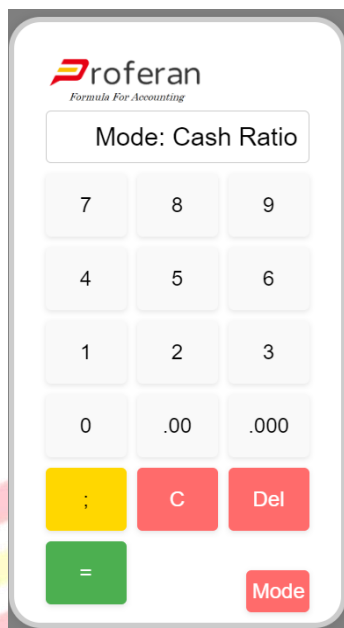 Proferan
Formula For Accounting
Mode: Cash Ratio
7 8 9
4 5 6
1 2 3
0 .00 .000
; C Del
=
Mode